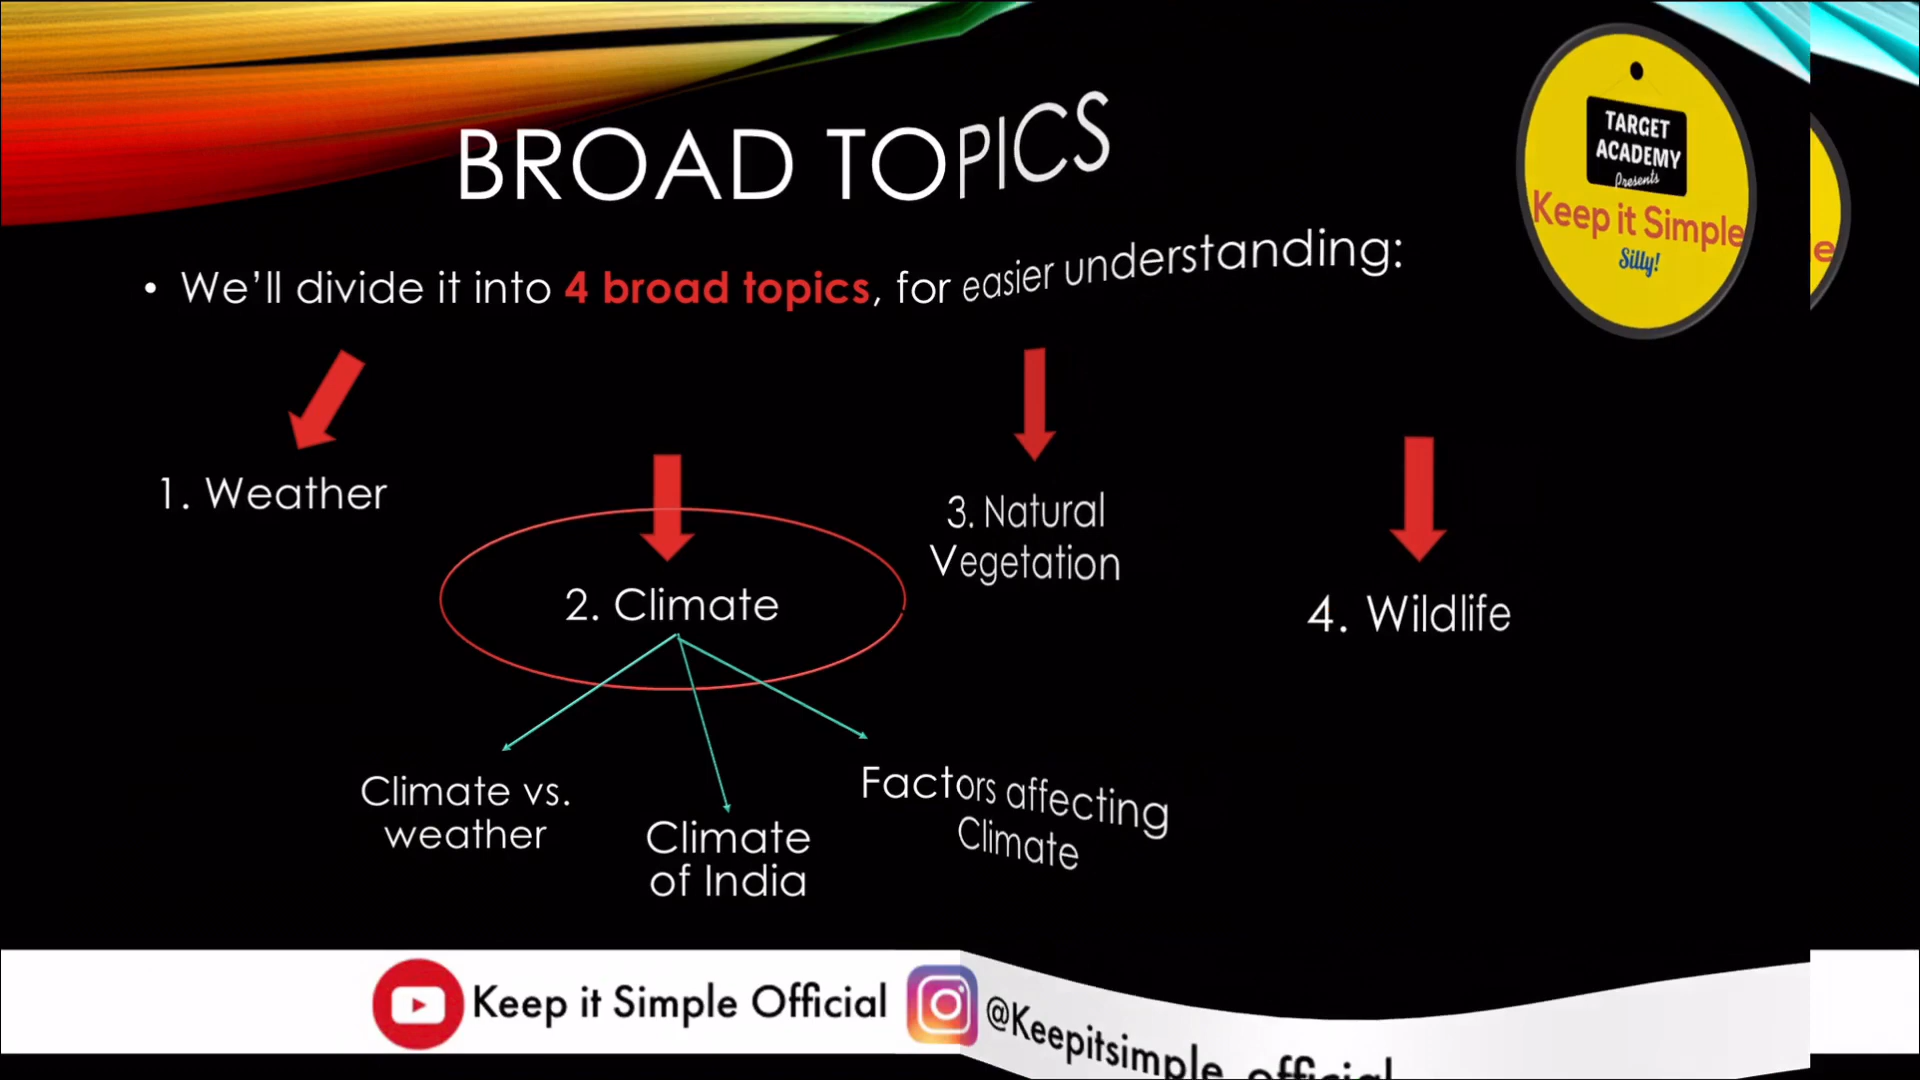 BROAD TOPICS
• We'll divide it into 4 broad topics, for easier understanding:
1. Weather
2. Climate
3. Natural
Vegetation
4. Wildlife
Climate vs.
weather
Climate
of India
Factors affecting
Climate
TARGET
ACADEMY
Presents
Keep it Simple
Silly!
e
Keep it Simple Official
@Keepitsimple_official